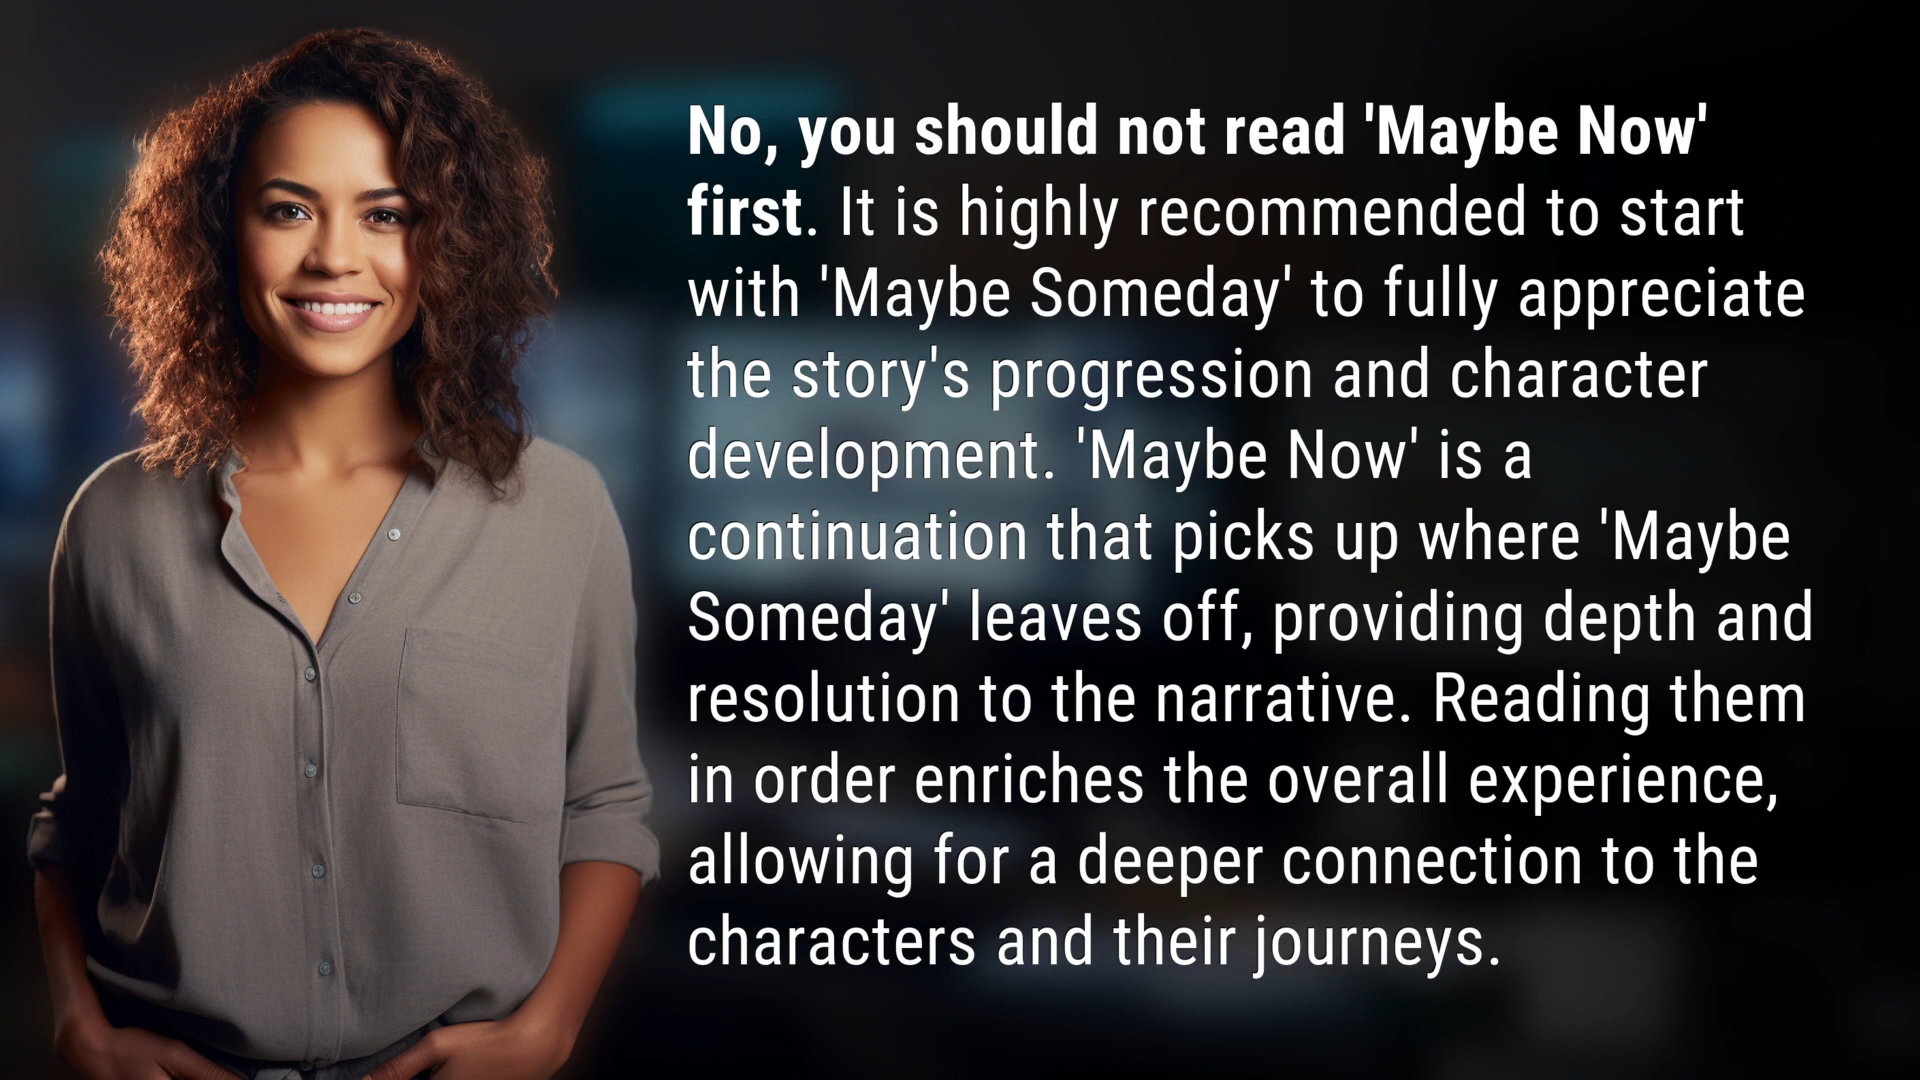 No, you should not read 'Maybe Now'
first. It is highly recommended to start
with 'Maybe Someday' to fully appreciate
the story's progression and character
development. 'Maybe Now' is a
continuation that picks up where 'Maybe
Someday' leaves off, providing depth and
resolution to the narrative. Reading them
in order enriches the overall experience,
allowing for a deeper connection to the
characters and their journeys.